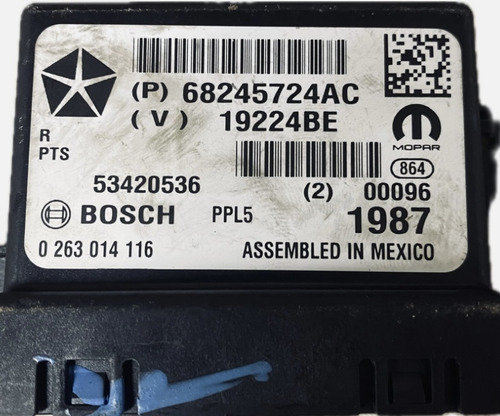 (P) 68245724AC
(V) 19224BE
R
PTS
MOPAR
864
53420536
(2) 00096
BOSCH PPL5 1987
0 263 014 116 ASSEMBLED IN MEXICO